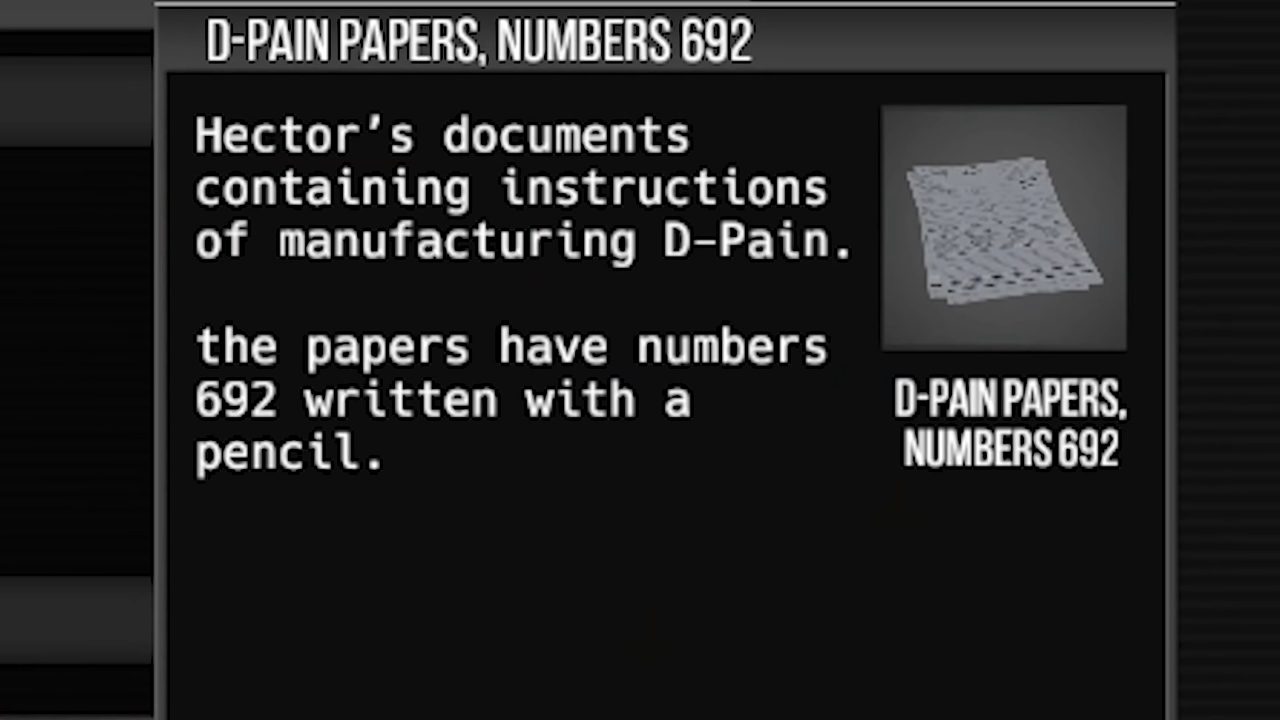 D-PAIN PAPERS, NUMBERS 692
Hector's documents
containing instructions
of manufacturing D-Pain.
the papers have numbers
692 written with a
pencil.
D-PAIN PAPERS,
NUMBERS 692